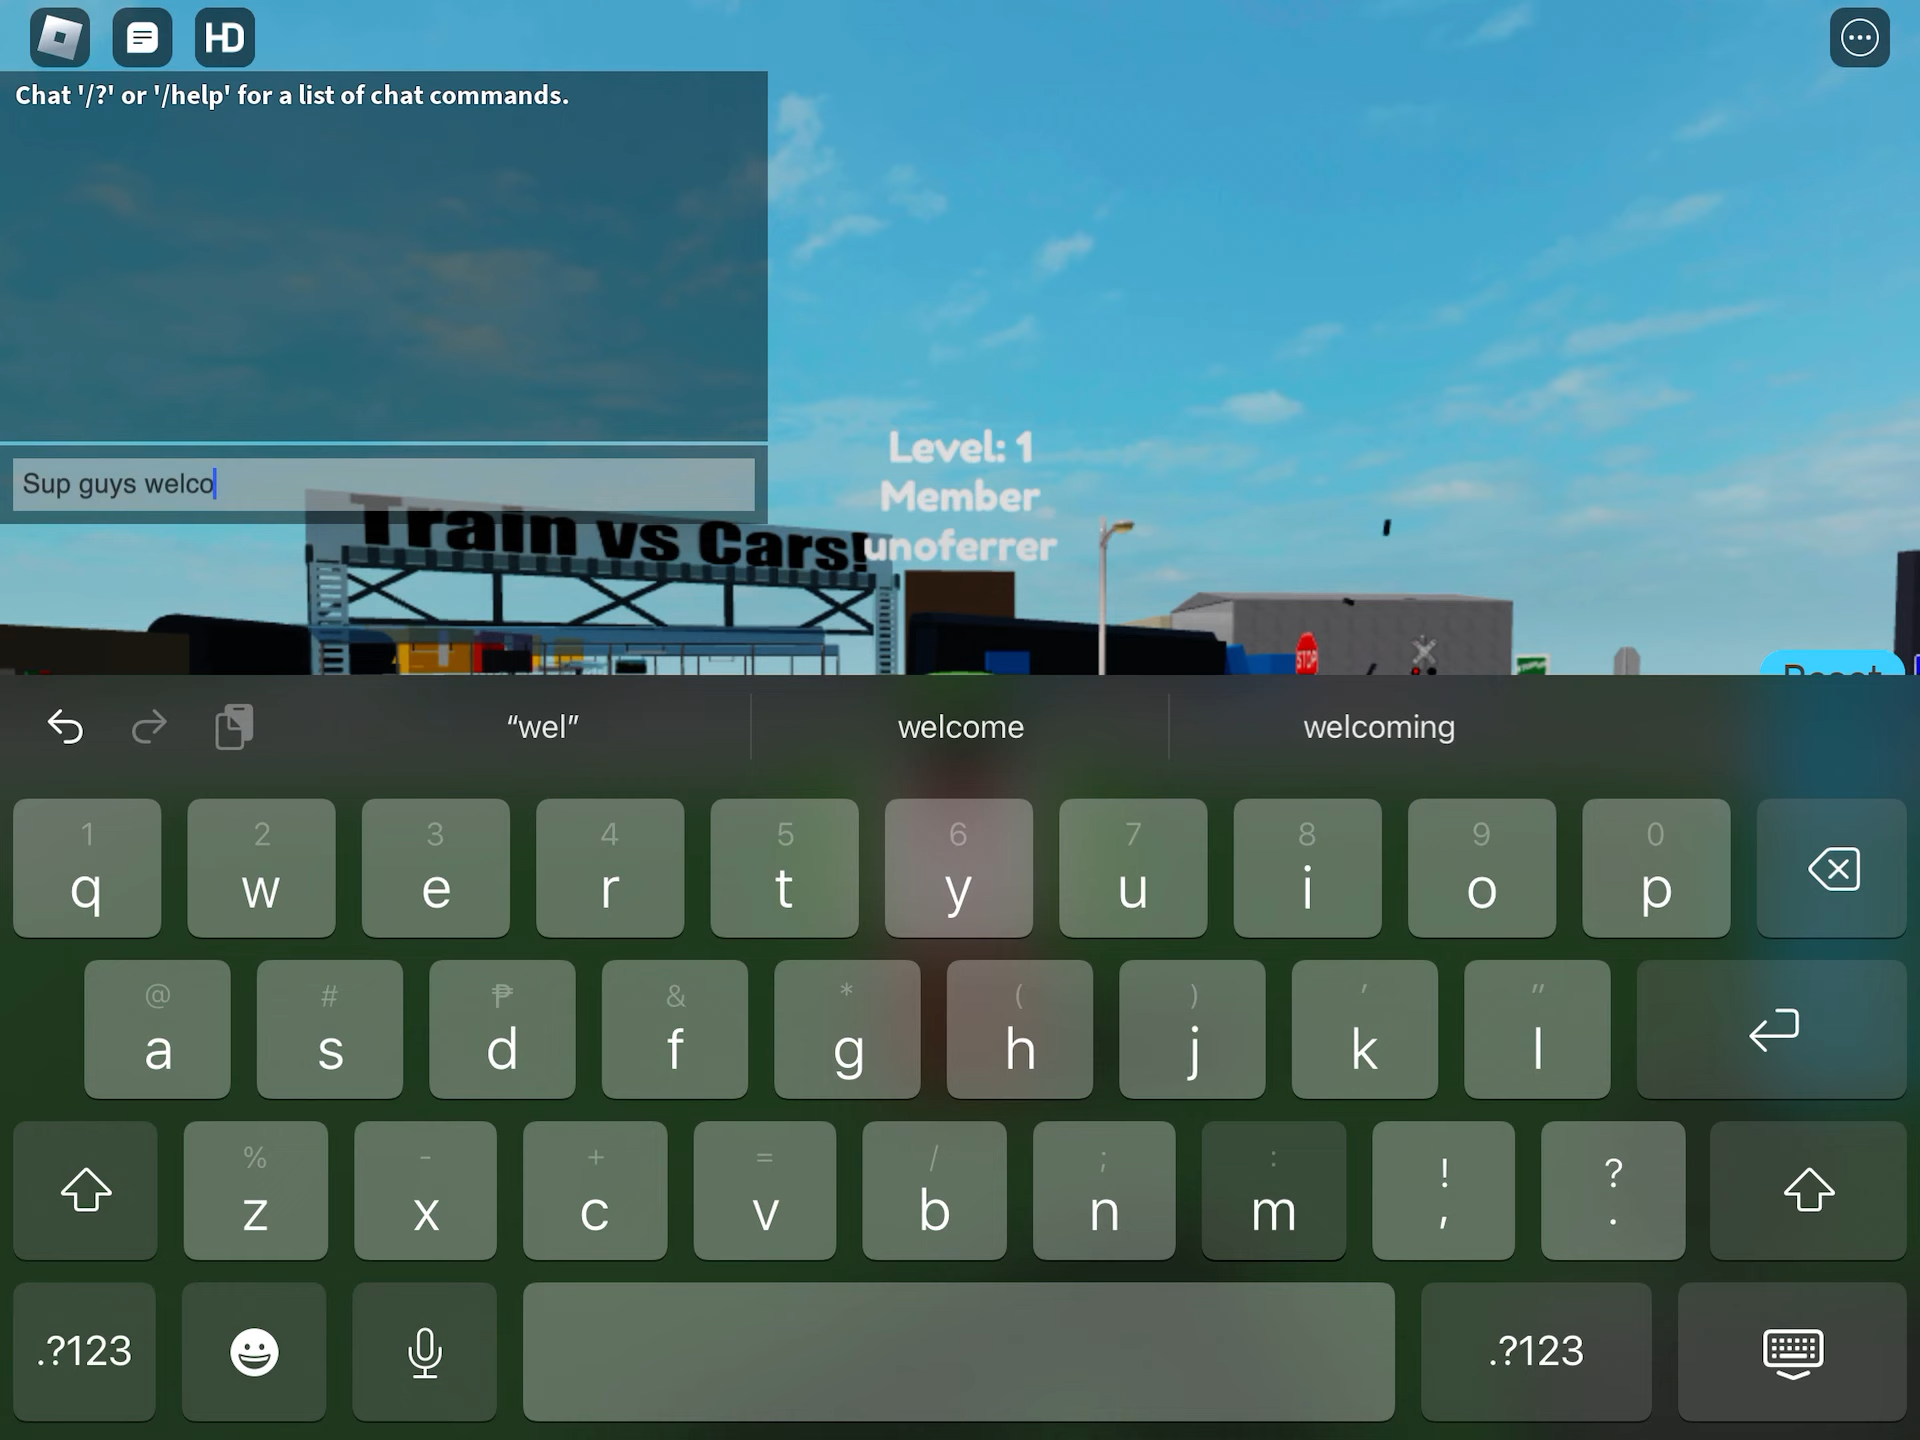 HD
Chat '/?' or '/help' for a list of chat commands.
Sup guys welco
Level: 1
Member
unoferrer
Train vs Cars!
STOP
“wel” welcome welcoming
1 2 3 4 5 6 7 8 9 0
q w e r t y u i o p
@ # ₱ & * ( ) ' "
a s d f g h j k l
% - + = / ; : ! ?
z x c v b n m , .
.?123 .?123